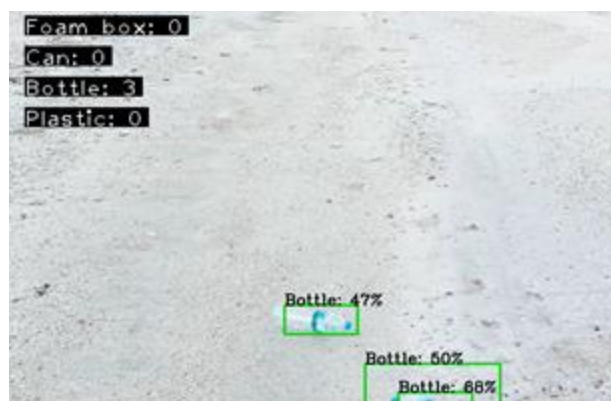 Foam box: 0
Can: 0
Bottle: 3
Plastic: 0
Bottle: 47%
Bottle: 50%
Bottle: 68%